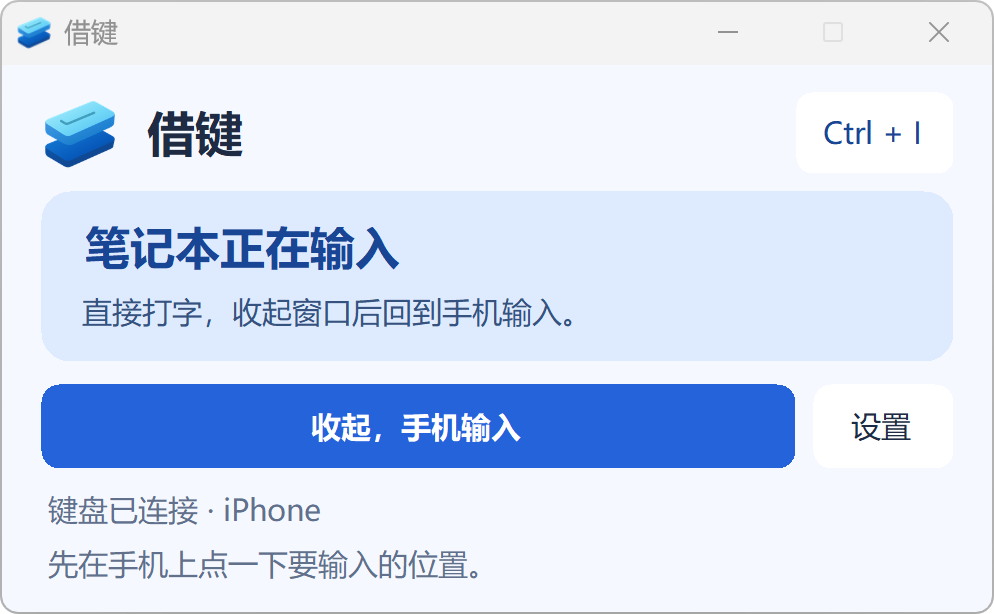 借键
借键
Ctrl + I
笔记本正在输入
直接打字，收起窗口后回到手机输入。
收起，手机输入
设置
键盘已连接 · iPhone
先在手机上点一下要输入的位置。